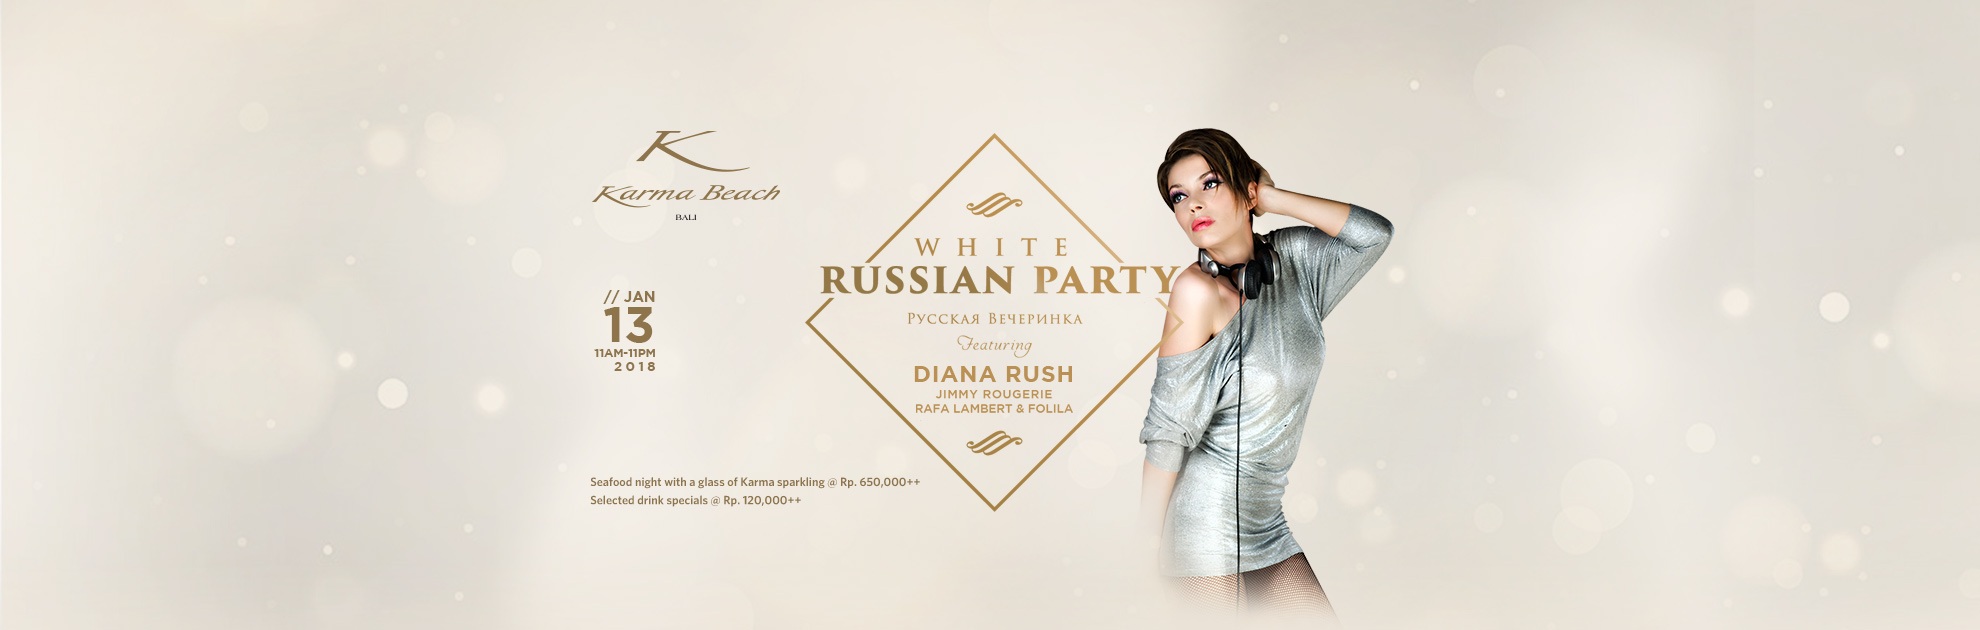 Karma Beach
BALI
// JAN
13
11AM-11PM
2018
WHITE
RUSSIAN PARTY
Русская Вечеринка
Featuring
DIANA RUSH
JIMMY ROUGERIE
RAFA LAMBERT & FOLILA
Seafood night with a glass of Karma sparkling @ Rp. 650,000++
Selected drink specials @ Rp. 120,000++